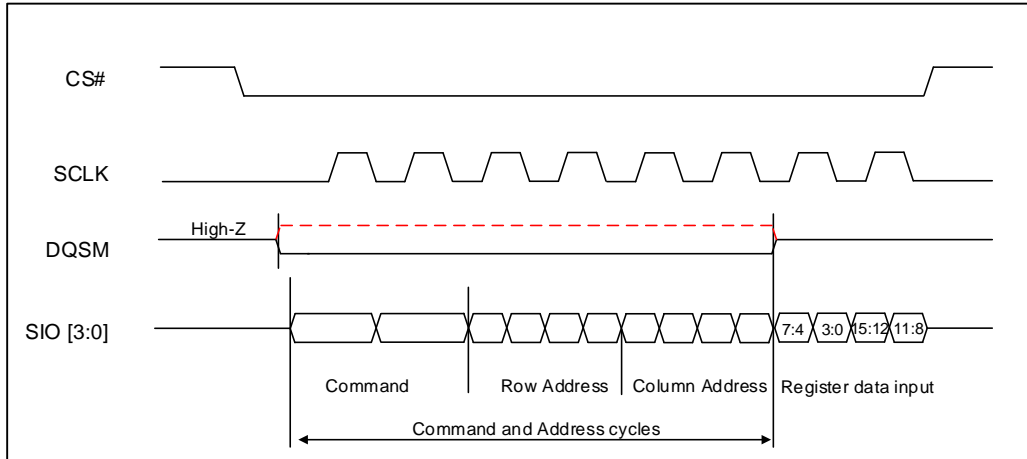 CS#
SCLK
High-Z
DQSM
SIO [3:0]
7:4 3:0 15:12 11:8
Command Row Address Column Address Register data input
Command and Address cycles